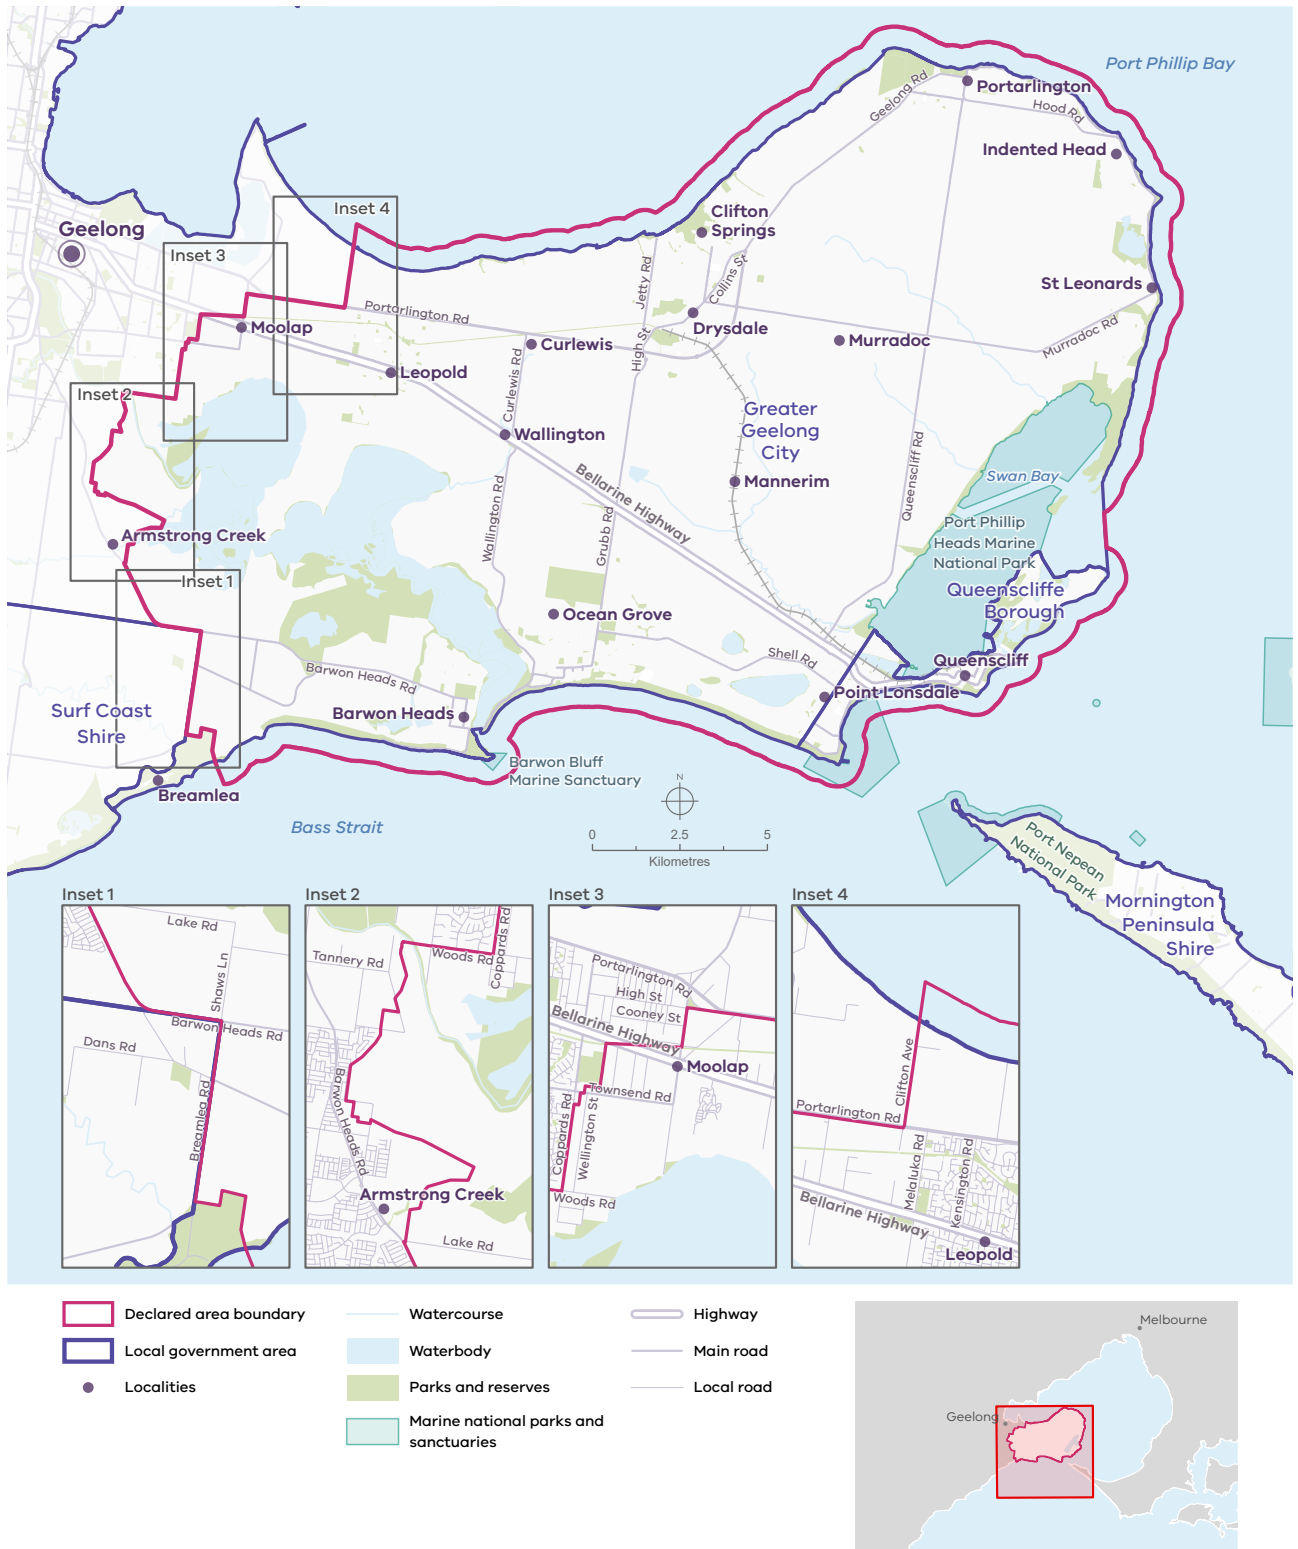 Port Phillip Bay
Portarlington
Geelong Rd
Hood Rd
Indented Head
Inset 4
Clifton
Springs
Geelong
Inset 3
Jetty Rd
Collins St
St Leonards
Portarlington Rd
Moolap
Drysdale
High St
Murradoc Rd
Curlewis
Murradoc
Leopold
Curlewis Rd
Inset 2
Greater
Geelong
City
Wallington
Queenscliff Rd
Bellarine Highway
Mannerim
Swan Bay
Wallington Rd
Grubb Rd
Port Phillip
Heads Marine
National Park
Armstrong Creek
Inset 1
Queenscliffe
Borough
Ocean Grove
Shell Rd
Queenscliff
Barwon Heads Rd
Point Lonsdale
Surf Coast
Shire
Barwon Heads
Barwon Bluff
Marine Sanctuary
Breamlea
N
Bass Strait
0 2.5 5
Kilometres
Port Nepean
National Park
Mornington
Peninsula
Shire
Inset 1
Lake Rd
Shaws Ln
Barwon Heads Rd
Dans Rd
Breamlea Rd
Inset 2
Coppards Rd
Woods Rd
Tannery Rd
Barwon Heads Rd
Armstrong Creek
Lake Rd
Inset 3
Portarlington Rd
High St
Cooney St
Bellarine Highway
Moolap
Townsend Rd
Coppards Rd
Wellington St
Woods Rd
Inset 4
Clifton Ave
Portarlington Rd
Melaluka Rd
Kensington Rd
Bellarine Highway
Leopold
Declared area boundary
Local government area
Localities
Watercourse
Waterbody
Parks and reserves
Marine national parks and
sanctuaries
Highway
Main road
Local road
Melbourne
Geelong